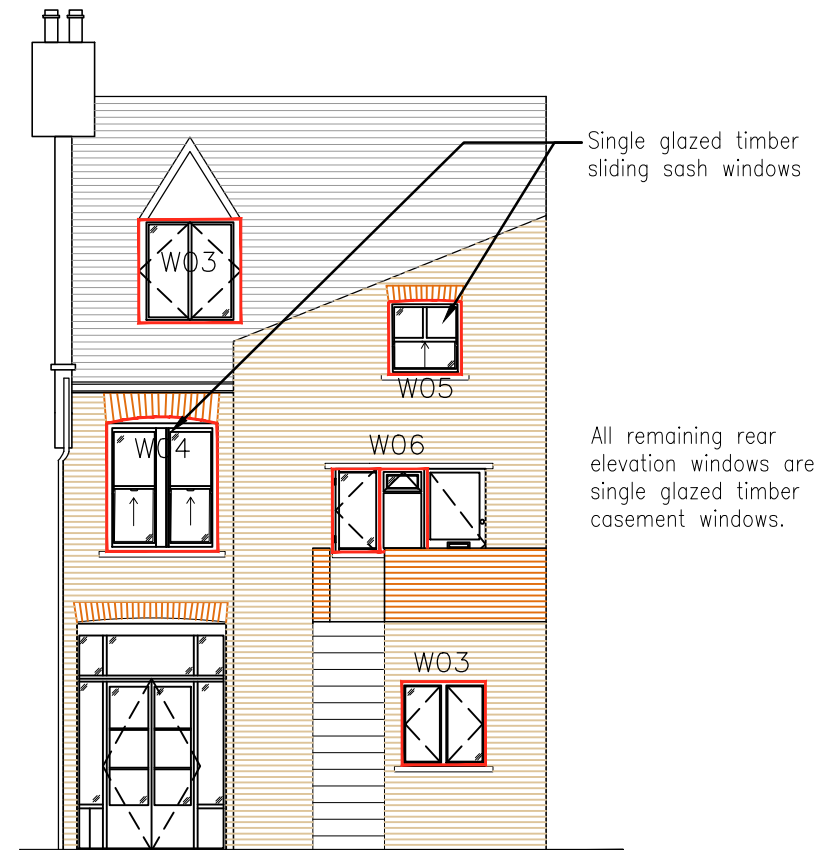 Single glazed timber
sliding sash windows
W03
W05
W04
W06
All remaining rear
elevation windows are
single glazed timber
casement windows.
W03